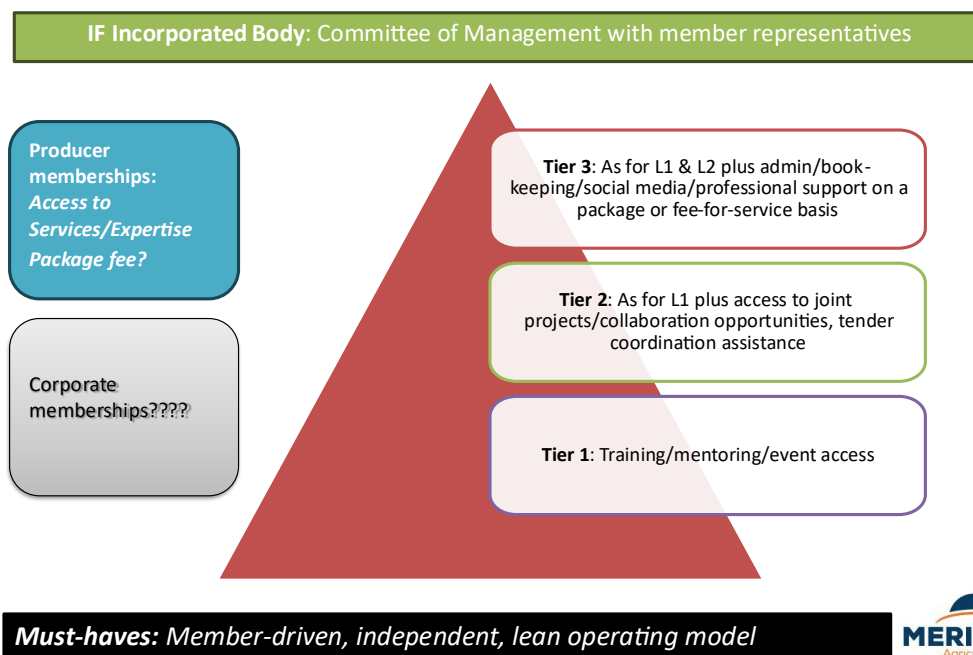 IF Incorporated Body: Committee of Management with member representatives
Producer
memberships:
Access to
Services/Expertise
Package fee?
Corporate
memberships????
Tier 3: As for L1 & L2 plus admin/book-
keeping/social media/professional support on a
package or fee-for-service basis
Tier 2: As for L1 plus access to joint
projects/collaboration opportunities, tender
coordination assistance
Tier 1: Training/mentoring/event access
Must-haves: Member-driven, independent, lean operating model